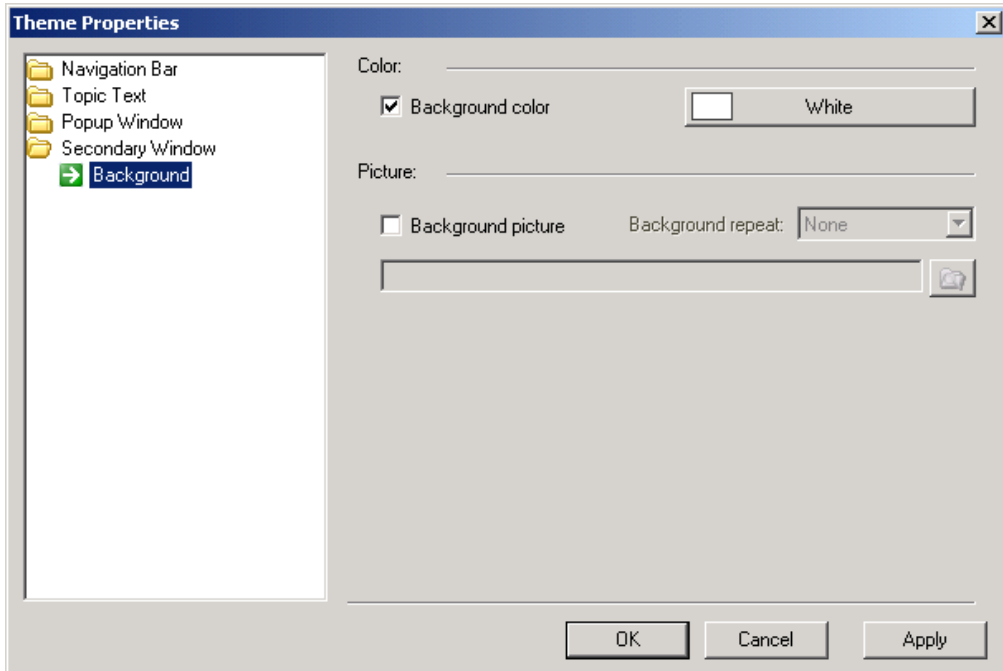 Theme Properties
Navigation Bar
Topic Text
Popup Window
Secondary Window
Background
Color:
Background color
White
Picture:
Background picture
Background repeat: None
OK
Cancel
Apply